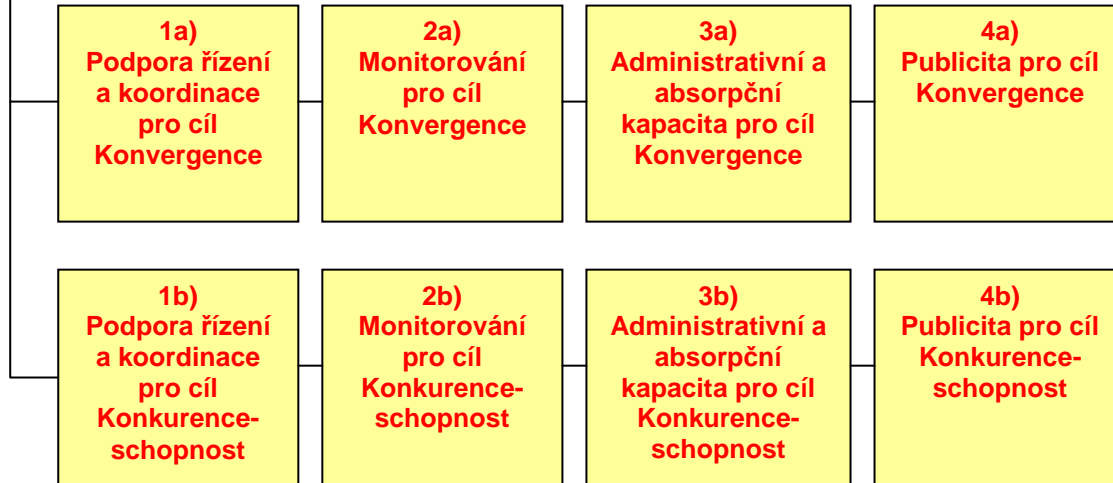 1a)
Podpora řízení
a koordinace
pro cíl
Konvergence
2a)
Monitorování
pro cíl
Konvergence
3a)
Administrativní a
absorpční
kapacita pro cíl
Konvergence
4a)
Publicita pro cíl
Konvergence
1b)
Podpora řízení
a koordinace
pro cíl
Konkurence-
schopnost
2b)
Monitorování
pro cíl
Konkurence-
schopnost
3b)
Administrativní a
absorpční
kapacita pro cíl
Konkurence-
schopnost
4b)
Publicita pro cíl
Konkurence-
schopnost